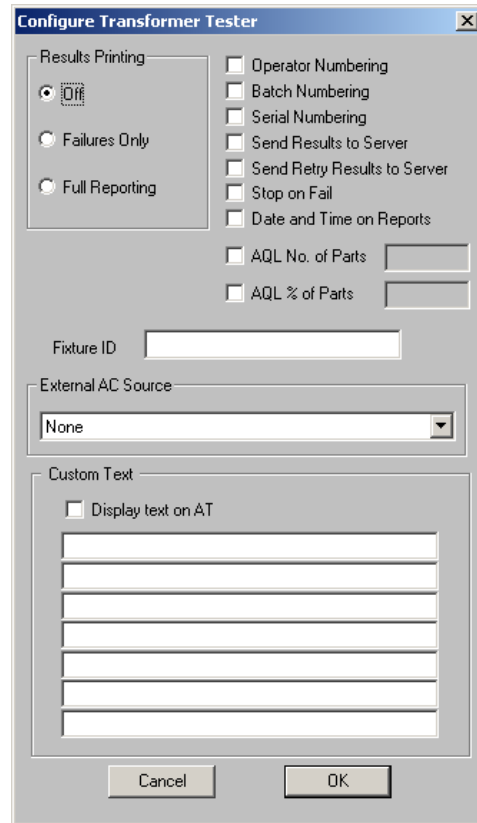 Configure Transformer Tester
Results Printing
Off
Failures Only
Full Reporting
Operator Numbering
Batch Numbering
Serial Numbering
Send Results to Server
Send Retry Results to Server
Stop on Fail
Date and Time on Reports
AQL No. of Parts
AQL % of Parts
Fixture ID
External AC Source
None
Custom Text
Display text on AT
Cancel
OK